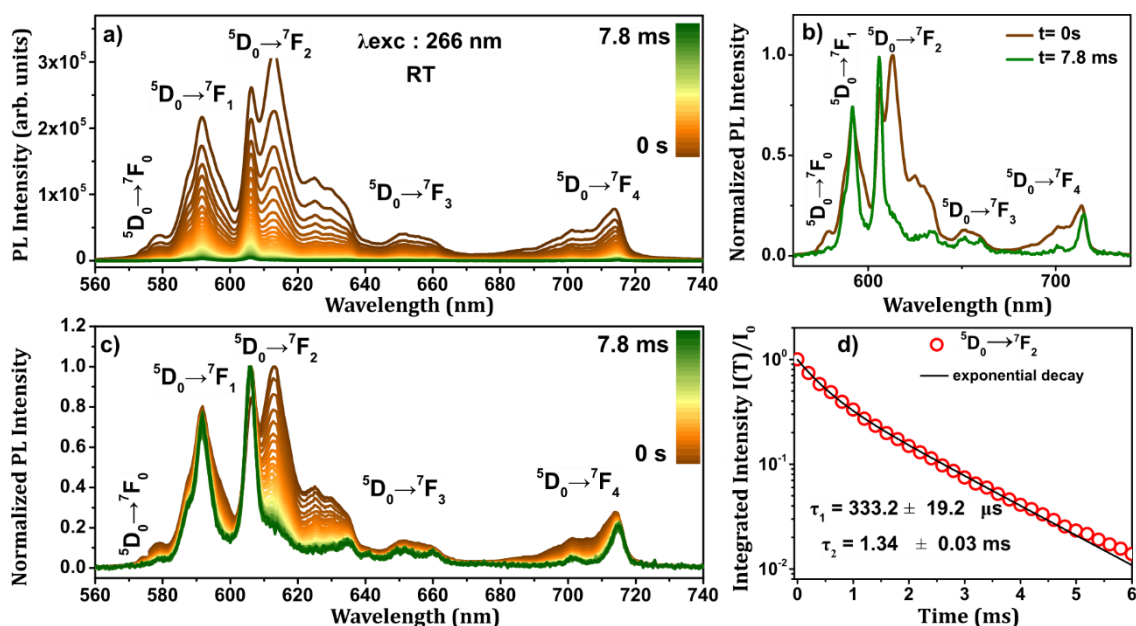 a)
λexc : 266 nm
RT
7.8 ms
0 s
⁵D₀→⁷F₀
⁵D₀→⁷F₁
⁵D₀→⁷F₂
⁵D₀→⁷F₃
⁵D₀→⁷F₄
PL Intensity (arb. units)
3x10⁵
2x10⁵
1x10⁵
0
560 580 600 620 640 660 680 700 720 740
Wavelength (nm)
b)
t= 0s
t= 7.8 ms
⁵D₀→⁷F₀
⁵D₀→⁷F₁
⁵D₀→⁷F₂
⁵D₀→⁷F₃
⁵D₀→⁷F₄
Normalized PL Intensity
1.0
0.5
0.0
600 700
Wavelength (nm)
c)
7.8 ms
0 s
⁵D₀→⁷F₀
⁵D₀→⁷F₁
⁵D₀→⁷F₂
⁵D₀→⁷F₃
⁵D₀→⁷F₄
Normalized PL Intensity
1.2
1.0
0.8
0.6
0.4
0.2
0.0
560 580 600 620 640 660 680 700 720 740
Wavelength (nm)
d)
⁵D₀→⁷F₂
exponential decay
τ₁ = 333.2 ± 19.2 μs
τ₂ = 1.34 ± 0.03 ms
Integrated Intensity I(T)/I₀
10⁰
10⁻¹
10⁻²
0 1 2 3 4 5 6
Time (ms)